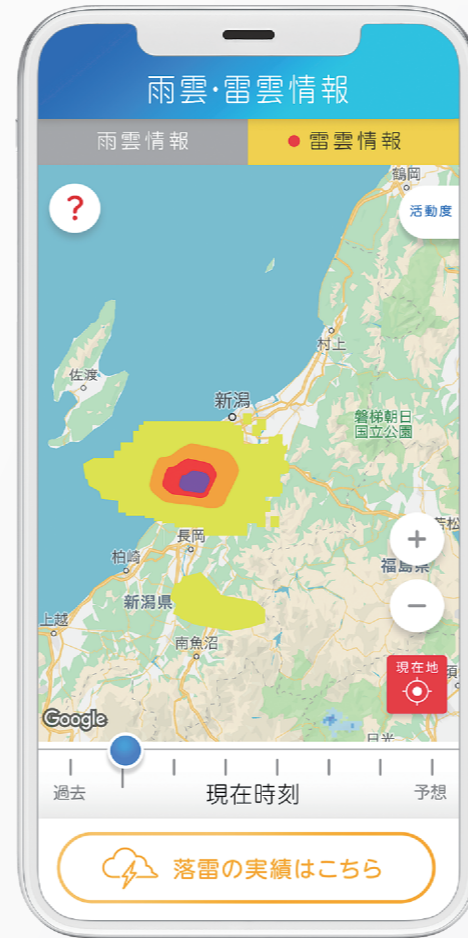 雨雲・雷雲情報
雨雲情報
雷雲情報
鶴岡
?
活動度
村上
佐渡
新潟
磐梯朝日
国立公園
長岡
柏崎
福島県
新潟県
上越
南魚沼
+
−
現在地
Google
日光
過去
現在時刻
予想
落雷の実績はこちら